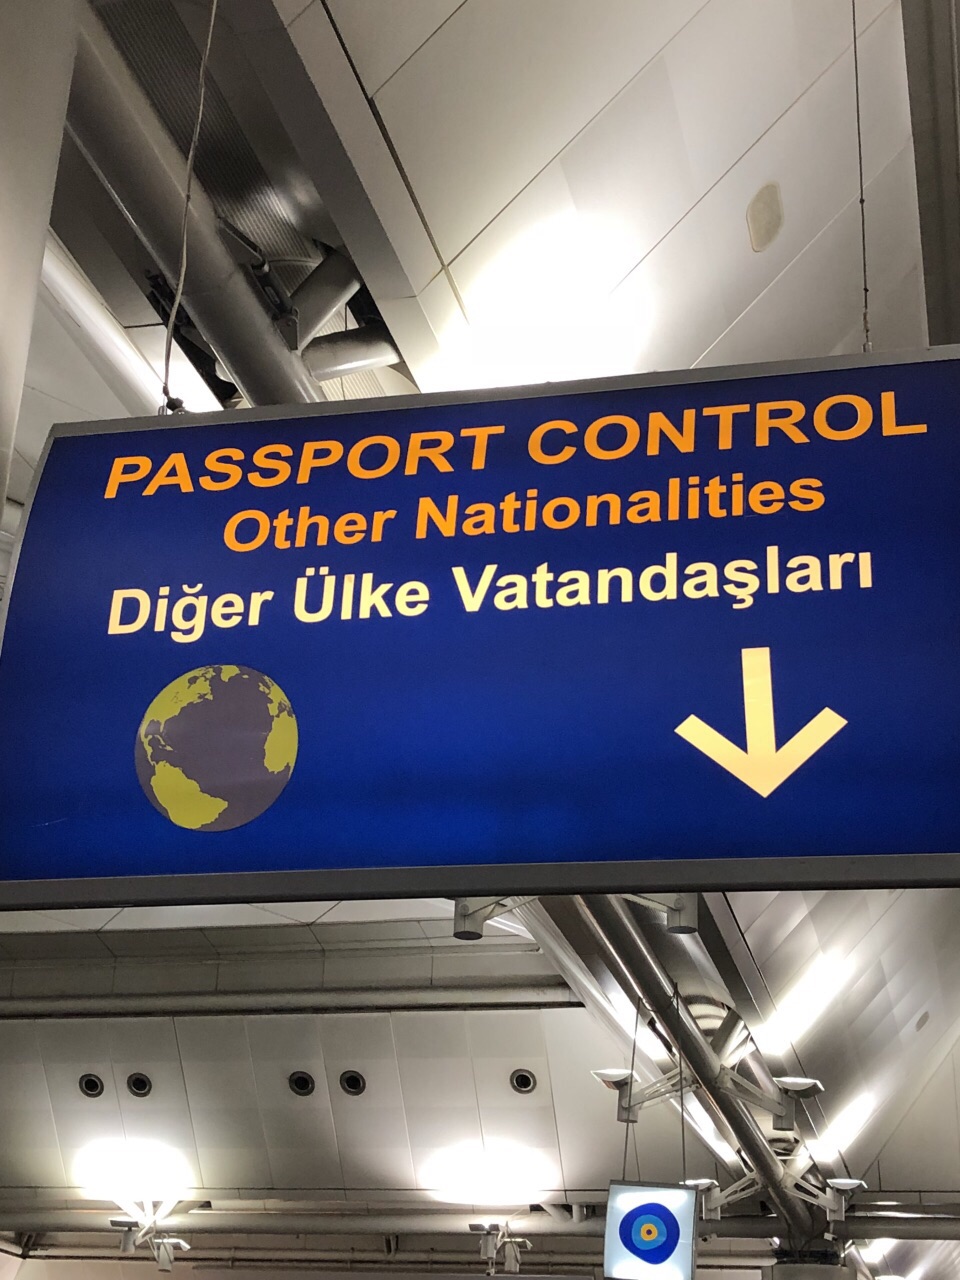 PASSPORT CONTROL
Other Nationalities
Diğer Ülke Vatandaşları